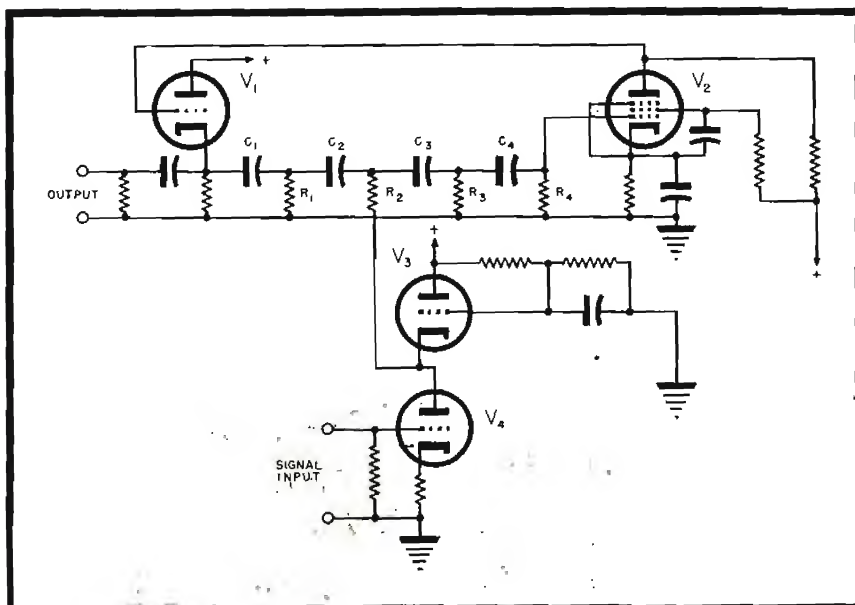 +
V1
V2
C1
C2
C3
C4
OUTPUT
R1
R2
R3
R4
+
V3
+
V4
SIGNAL
INPUT